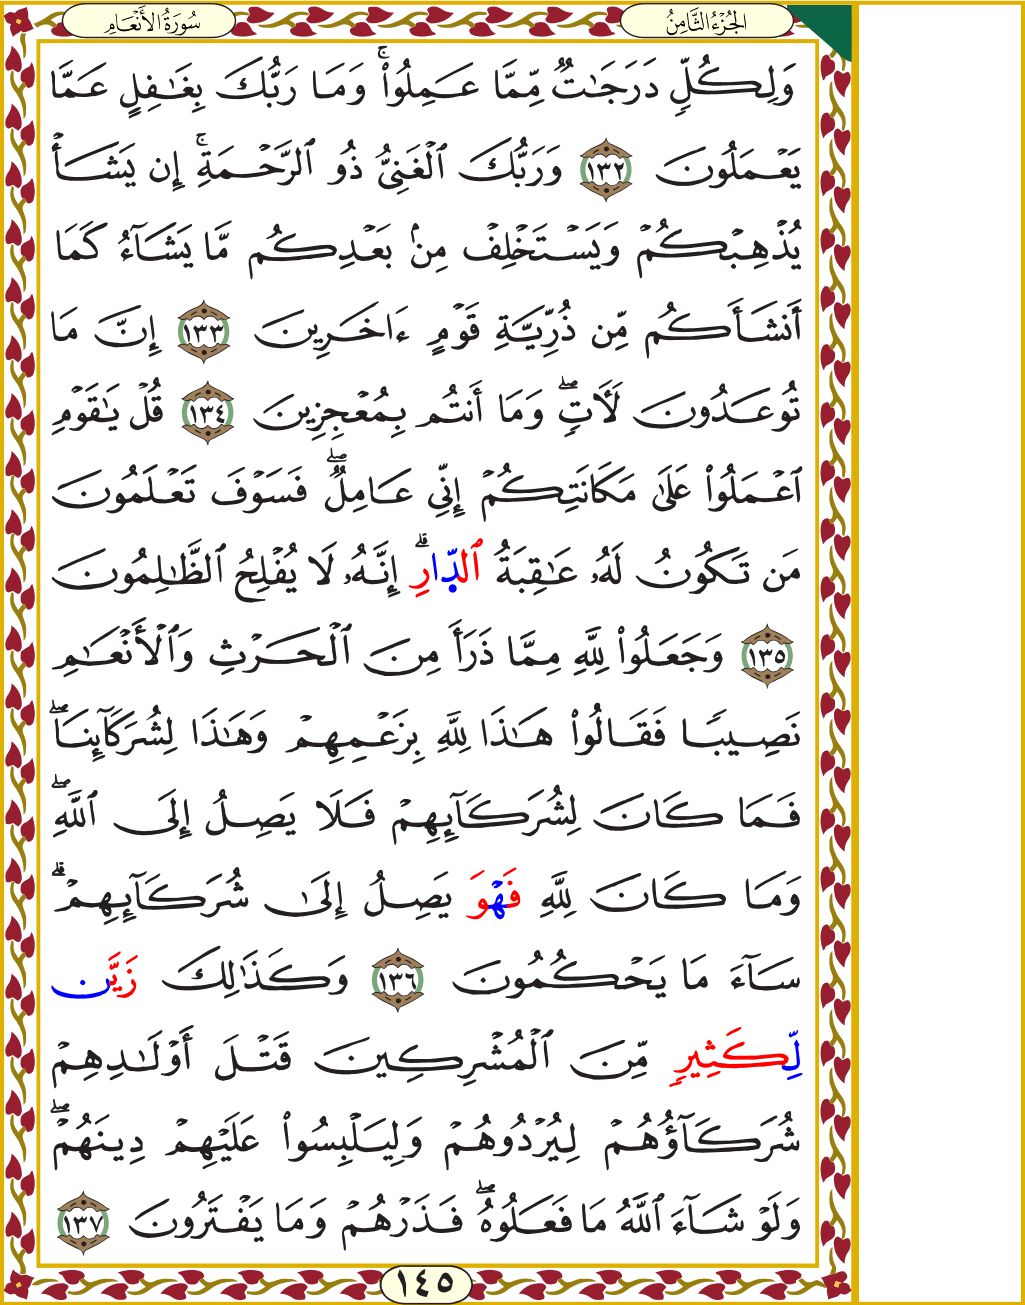 الجُزْءُ الثَّامِنُ
سُورَةُ الأَنْعَامِ
وَلِكُلٍّ دَرَجَٰتٌ مِّمَّا عَمِلُوا۟ۚ وَمَا رَبُّكَ بِغَٰفِلٍ عَمَّا
يَعْمَلُونَ ١٣٢ وَرَبُّكَ ٱلْغَنِىُّ ذُو ٱلرَّحْمَةِۚ إِن يَشَأْ
يُذْهِبْكُمْ وَيَسْتَخْلِفْ مِنۢ بَعْدِكُم مَّا يَشَآءُ كَمَا
أَنشَأَكُم مِّن ذُرِّيَّةِ قَوْمٍ ءَاخَرِينَ ١٣٣ إِنَّ مَا
تُوعَدُونَ لَءَاتٍۖ وَمَا أَنتُم بِمُعْجِزِينَ ١٣٤ قُلْ يَٰقَوْمِ
ٱعْمَلُوا۟ عَلَىٰ مَكَانَتِكُمْ إِنِّى عَامِلٌۖ فَسَوْفَ تَعْلَمُونَ
مَن تَكُونُ لَهُۥ عَٰقِبَةُ ٱلدّارِۗ إِنَّهُۥ لَا يُفْلِحُ ٱلظَّٰلِمُونَ
١٣٥ وَجَعَلُوا۟ لِلَّهِ مِمَّا ذَرَأَ مِنَ ٱلْحَرْثِ وَٱلْأَنْعَٰمِ
نَصِيبًا فَقَالُوا۟ هَٰذَا لِلَّهِ بِزَعْمِهِمْ وَهَٰذَا لِشُرَكَآئِنَاۖ
فَمَا كَانَ لِشُرَكَآئِهِمْ فَلَا يَصِلُ إِلَى ٱللَّهِۖ
وَمَا كَانَ لِلَّهِ فَهْوَ يَصِلُ إِلَىٰ شُرَكَآئِهِمْۗ
سَآءَ مَا يَحْكُمُونَ ١٣٦ وَكَذَٰلِكَ زَيَّن
لِّكَثِيرٍ مِّنَ ٱلْمُشْرِكِينَ قَتْلَ أَوْلَٰدِهِمْ
شُرَكَآؤُهُمْ لِيُرْدُوهُمْ وَلِيَلْبِسُوا۟ عَلَيْهِمْ دِينَهُمْۖ
وَلَوْ شَآءَ ٱللَّهُ مَا فَعَلُوهُۖ فَذَرْهُمْ وَمَا يَفْتَرُونَ ١٣٧
١٤٥